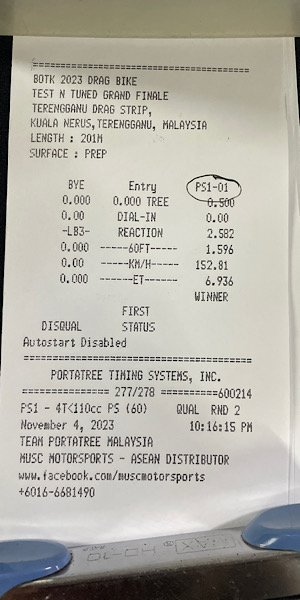 ==================================
BOTK 2023 DRAG BIKE
TEST N TUNED GRAND FINALE
TERENGGANU DRAG STRIP,
KUALA NERUS,TERENGGANU, MALAYSIA
LENGTH : 201M
SURFACE : PREP
BYE Entry PS1-01
0.000 0.000 TREE 0.500
0.00 DIAL-IN 0.00
-LB3- REACTION 2.582
0.000 ------60FT------ 1.596
0.00 ------KM/H------ 152.81
0.000 -------ET------- 6.936
WINNER
FIRST
DISQUAL STATUS
Autostart Disabled
==================================
PORTATREE TIMING SYSTEMS, INC.
============== 277/278 ==========600214
PS1 - 4T<110cc PS (60) QUAL RND 2
November 4, 2023 10:16:15 PM
TEAM PORTATREE MALAYSIA
MUSC MOTORSPORTS - ASEAN DISTRIBUTOR
www.facebook.com/muscmotorsports
+6016-6681490